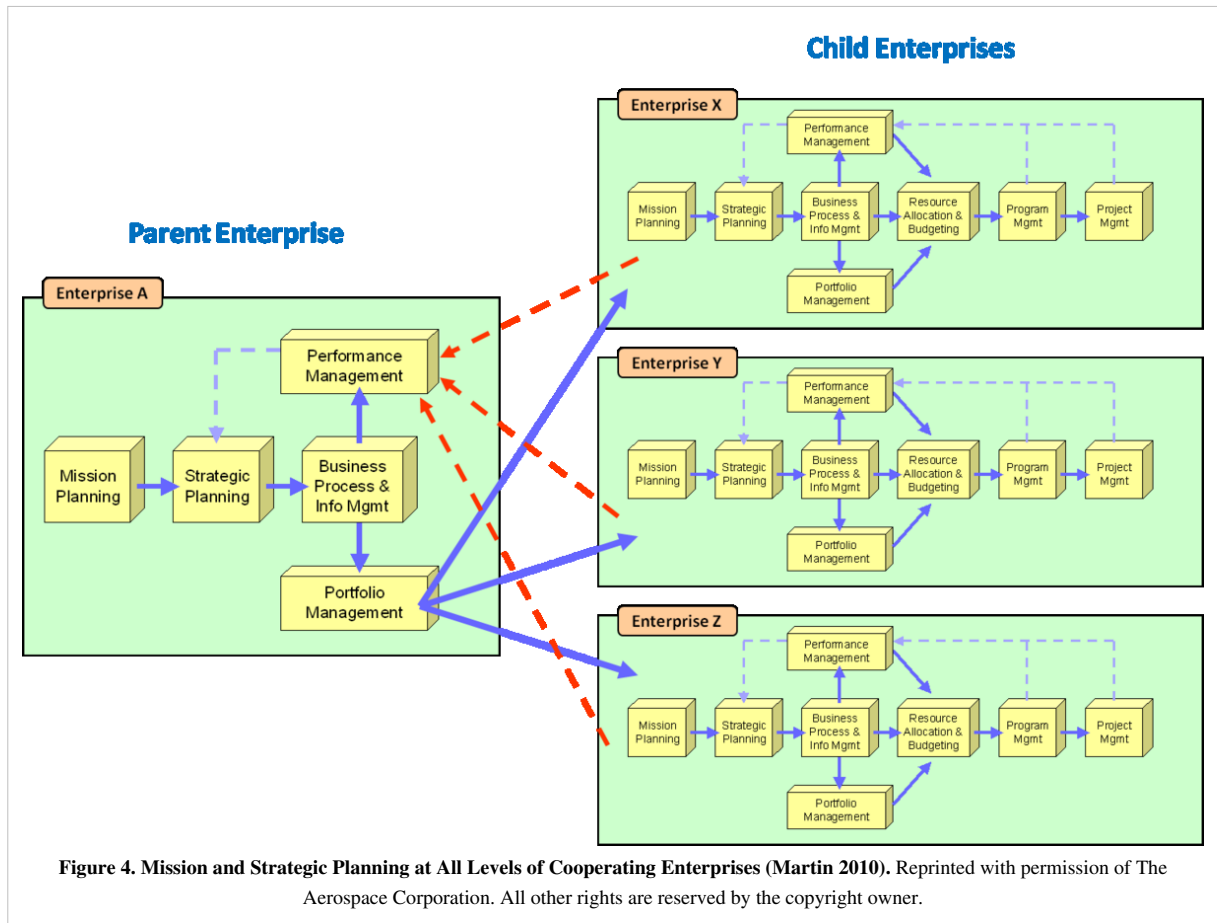 Child Enterprises
Parent Enterprise
Enterprise A
Performance
Management
Mission
Planning
Strategic
Planning
Business
Process &
Info Mgmt
Portfolio
Management
Enterprise X
Performance
Management
Mission
Planning
Strategic
Planning
Business
Process &
Info Mgmt
Resource
Allocation &
Budgeting
Program
Mgmt
Project
Mgmt
Portfolio
Management
Enterprise Y
Performance
Management
Mission
Planning
Strategic
Planning
Business
Process &
Info Mgmt
Resource
Allocation &
Budgeting
Program
Mgmt
Project
Mgmt
Portfolio
Management
Enterprise Z
Performance
Management
Mission
Planning
Strategic
Planning
Business
Process &
Info Mgmt
Resource
Allocation &
Budgeting
Program
Mgmt
Project
Mgmt
Portfolio
Management
Figure 4. Mission and Strategic Planning at All Levels of Cooperating Enterprises (Martin 2010). Reprinted with permission of The
Aerospace Corporation. All other rights are reserved by the copyright owner.